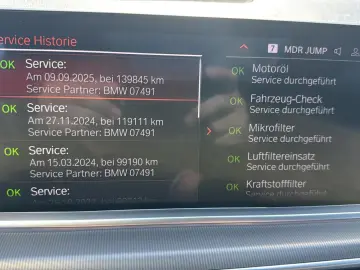 ervice Historie
7 MDR JUMP
OK Service:
Am 09.09.2025, bei 139845 km
Service Partner: BMW 07491
OK Service:
Am 27.11.2024, bei 119111 km
Service Partner: BMW 07491
OK Service:
Am 15.03.2024, bei 99190 km
Service Partner: BMW 07491
OK Service:
OK Motoröl
Service durchgeführt
OK Fahrzeug-Check
Service durchgeführt
OK Mikrofilter
Service durchgeführt
OK Luftfiltereinsatz
Service durchgeführt
OK Kraftstofffilter
Service durchgeführt